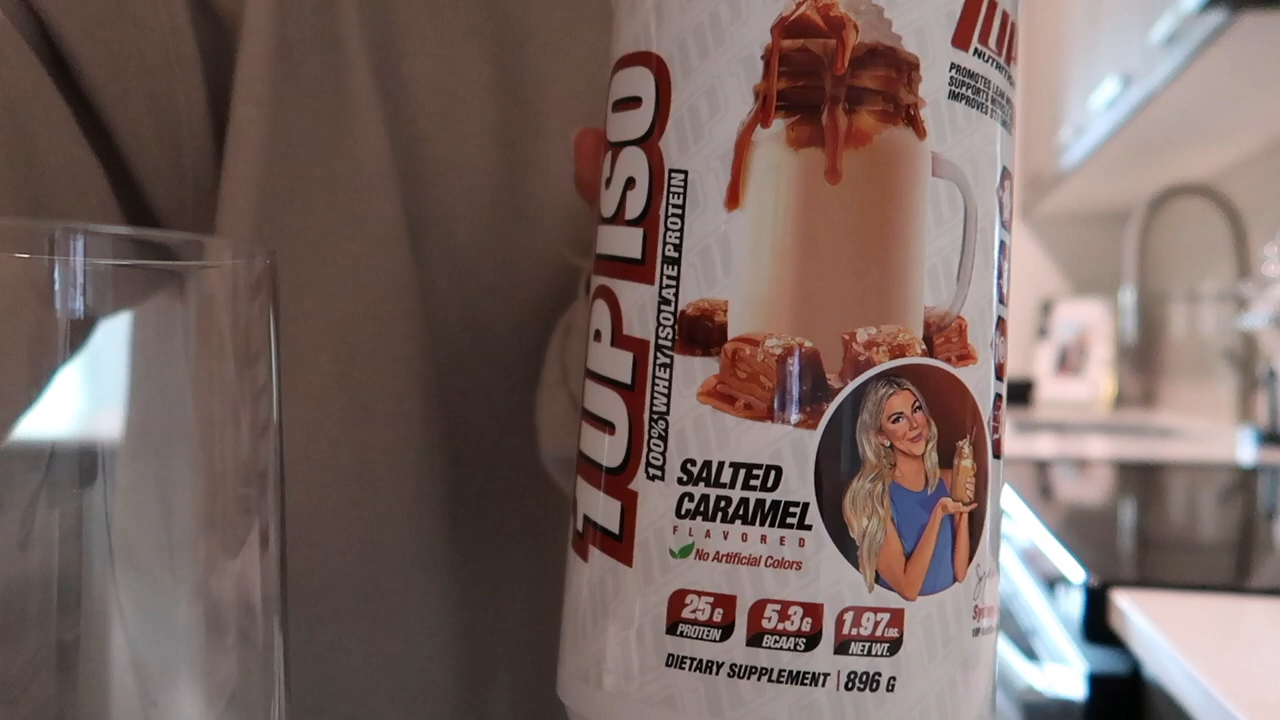 1UP ISO
100% WHEY ISOLATE PROTEIN
1UP
PROMOTES LEAN
SUPPORTS
IMPROVES
SALTED
CARAMEL
FLAVORED
No Artificial Colors
25G
PROTEIN
5.3G
BCAA'S
1.97LBS.
NET WT.
DIETARY SUPPLEMENT | 896 G